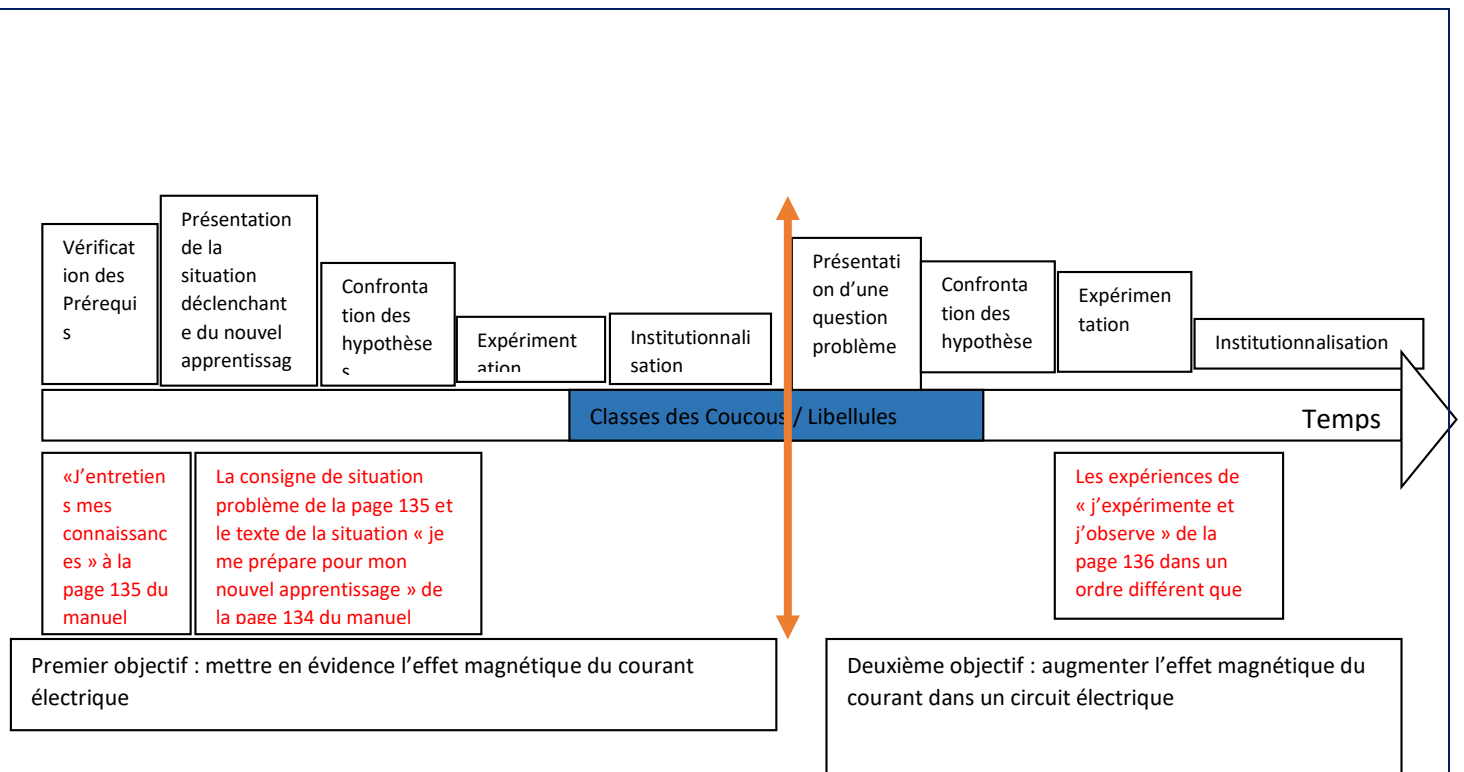 Vérificat
ion des
Prérequi
s
Présentation
de la
situation
déclenchant
e du nouvel
apprentissag
Confronta
tion des
hypothèse
s
Expériment
ation
Institutionnali
sation
Présentati
on d’une
question
problème
Confronta
tion des
hypothèse
Expérimen
tation
Institutionnalisation
Classes des Coucous / Libellules
Temps
«J’entretien
s mes
connaissanc
es » à la
page 135 du
manuel
La consigne de situation
problème de la page 135 et
le texte de la situation « je
me prépare pour mon
nouvel apprentissage » de
la page 134 du manuel
Les expériences de
« j’expérimente et
j’observe » de la
page 136 dans un
ordre différent que
Premier objectif : mettre en évidence l’effet magnétique du courant
électrique
Deuxième objectif : augmenter l’effet magnétique du
courant dans un circuit électrique